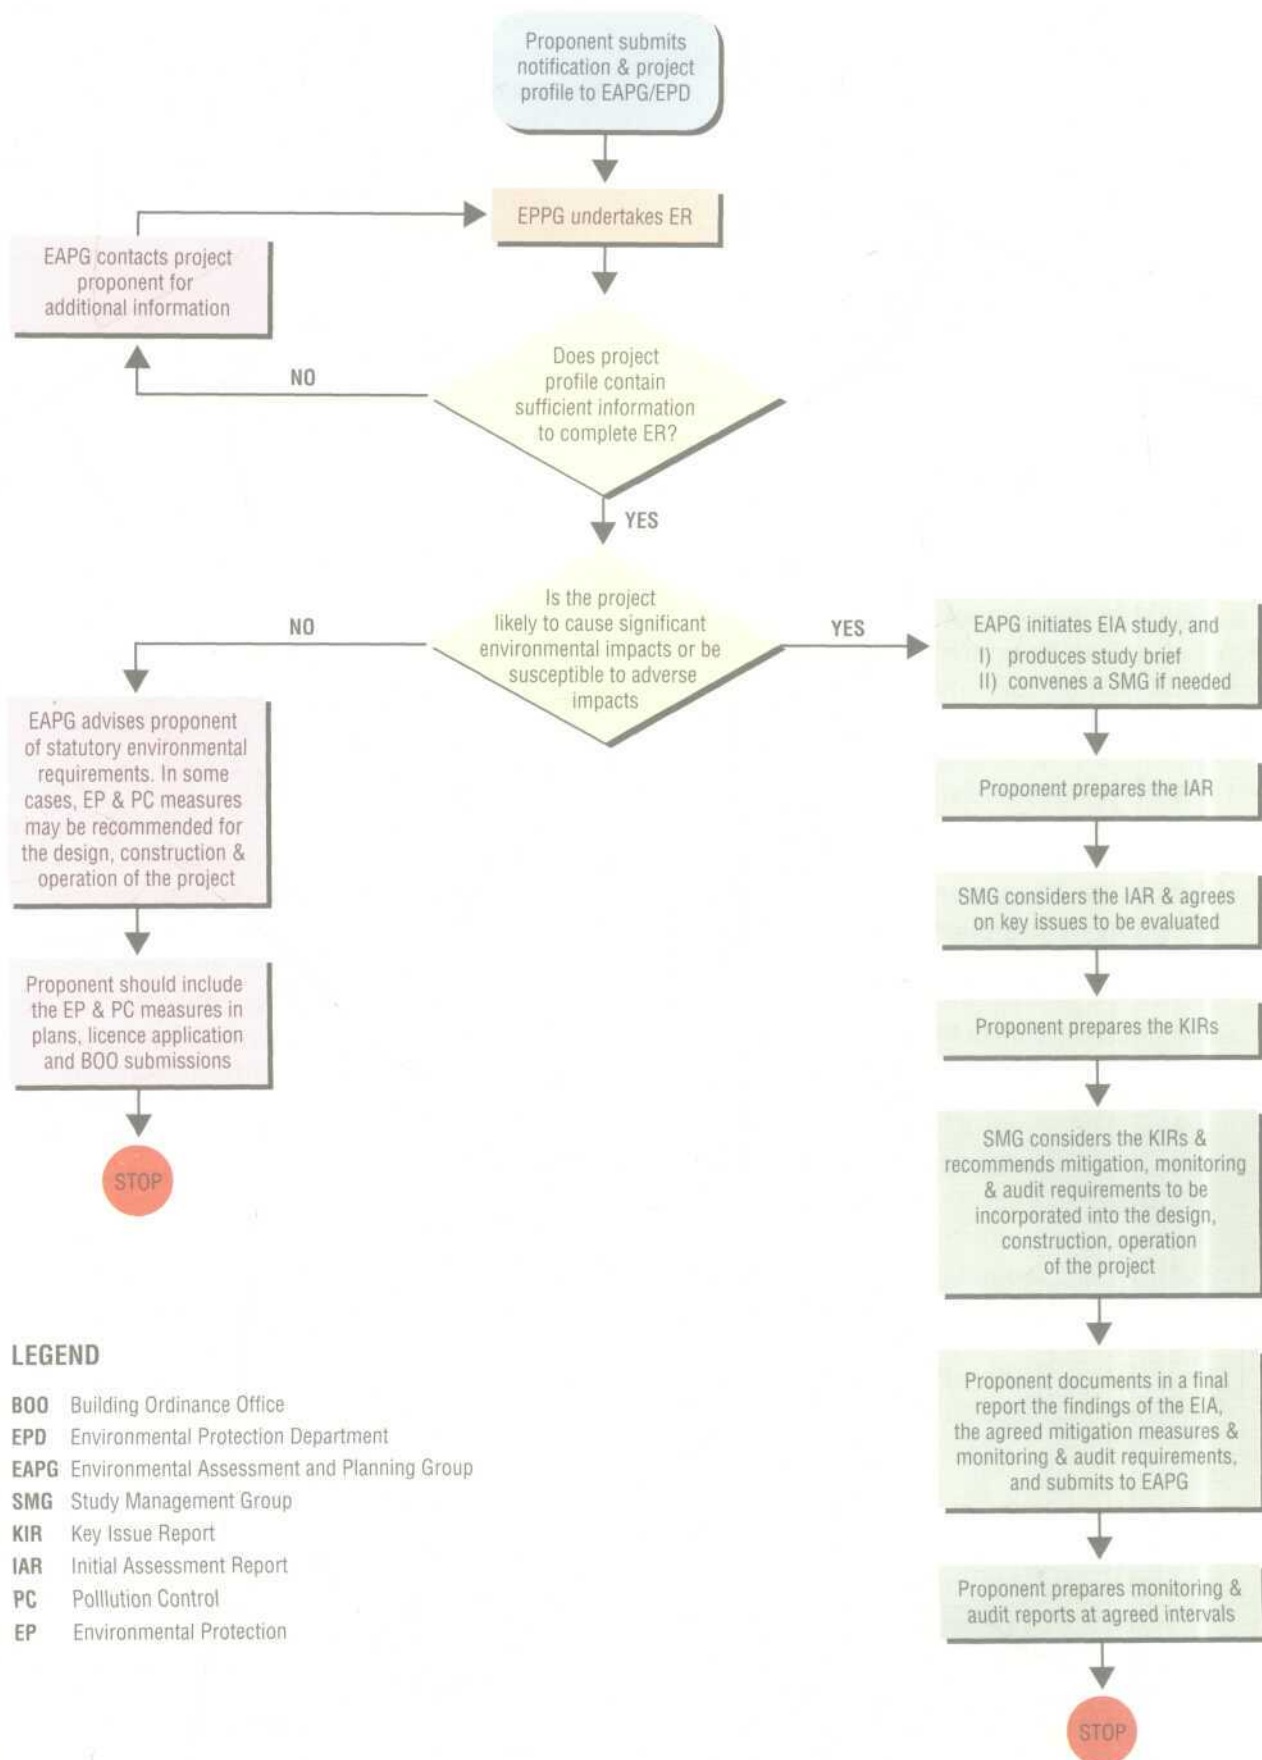 Proponent submits
notification & project
profile to EAPG/EPD
EPPG undertakes ER
EAPG contacts project
proponent for
additional information
Does project
profile contain
sufficient information
to complete ER?
NO
YES
Is the project
likely to cause significant
environmental impacts or be
susceptible to adverse
impacts
NO
YES
EAPG advises proponent
of statutory environmental
requirements. In some
cases, EP & PC measures
may be recommended for
the design, construction &
operation of the project
Proponent should include
the EP & PC measures in
plans, licence application
and BOO submissions
STOP
EAPG initiates EIA study, and
I) produces study brief
II) convenes a SMG if needed
Proponent prepares the IAR
SMG considers the IAR & agrees
on key issues to be evaluated
Proponent prepares the KIRs
SMG considers the KIRs &
recommends mitigation, monitoring
& audit requirements to be
incorporated into the design,
construction, operation
of the project
Proponent documents in a final
report the findings of the EIA,
the agreed mitigation measures &
monitoring & audit requirements,
and submits to EAPG
Proponent prepares monitoring &
audit reports at agreed intervals
STOP
LEGEND
BOO Building Ordinance Office
EPD Environmental Protection Department
EAPG Environmental Assessment and Planning Group
SMG Study Management Group
KIR Key Issue Report
IAR Initial Assessment Report
PC Polllution Control
EP Environmental Protection